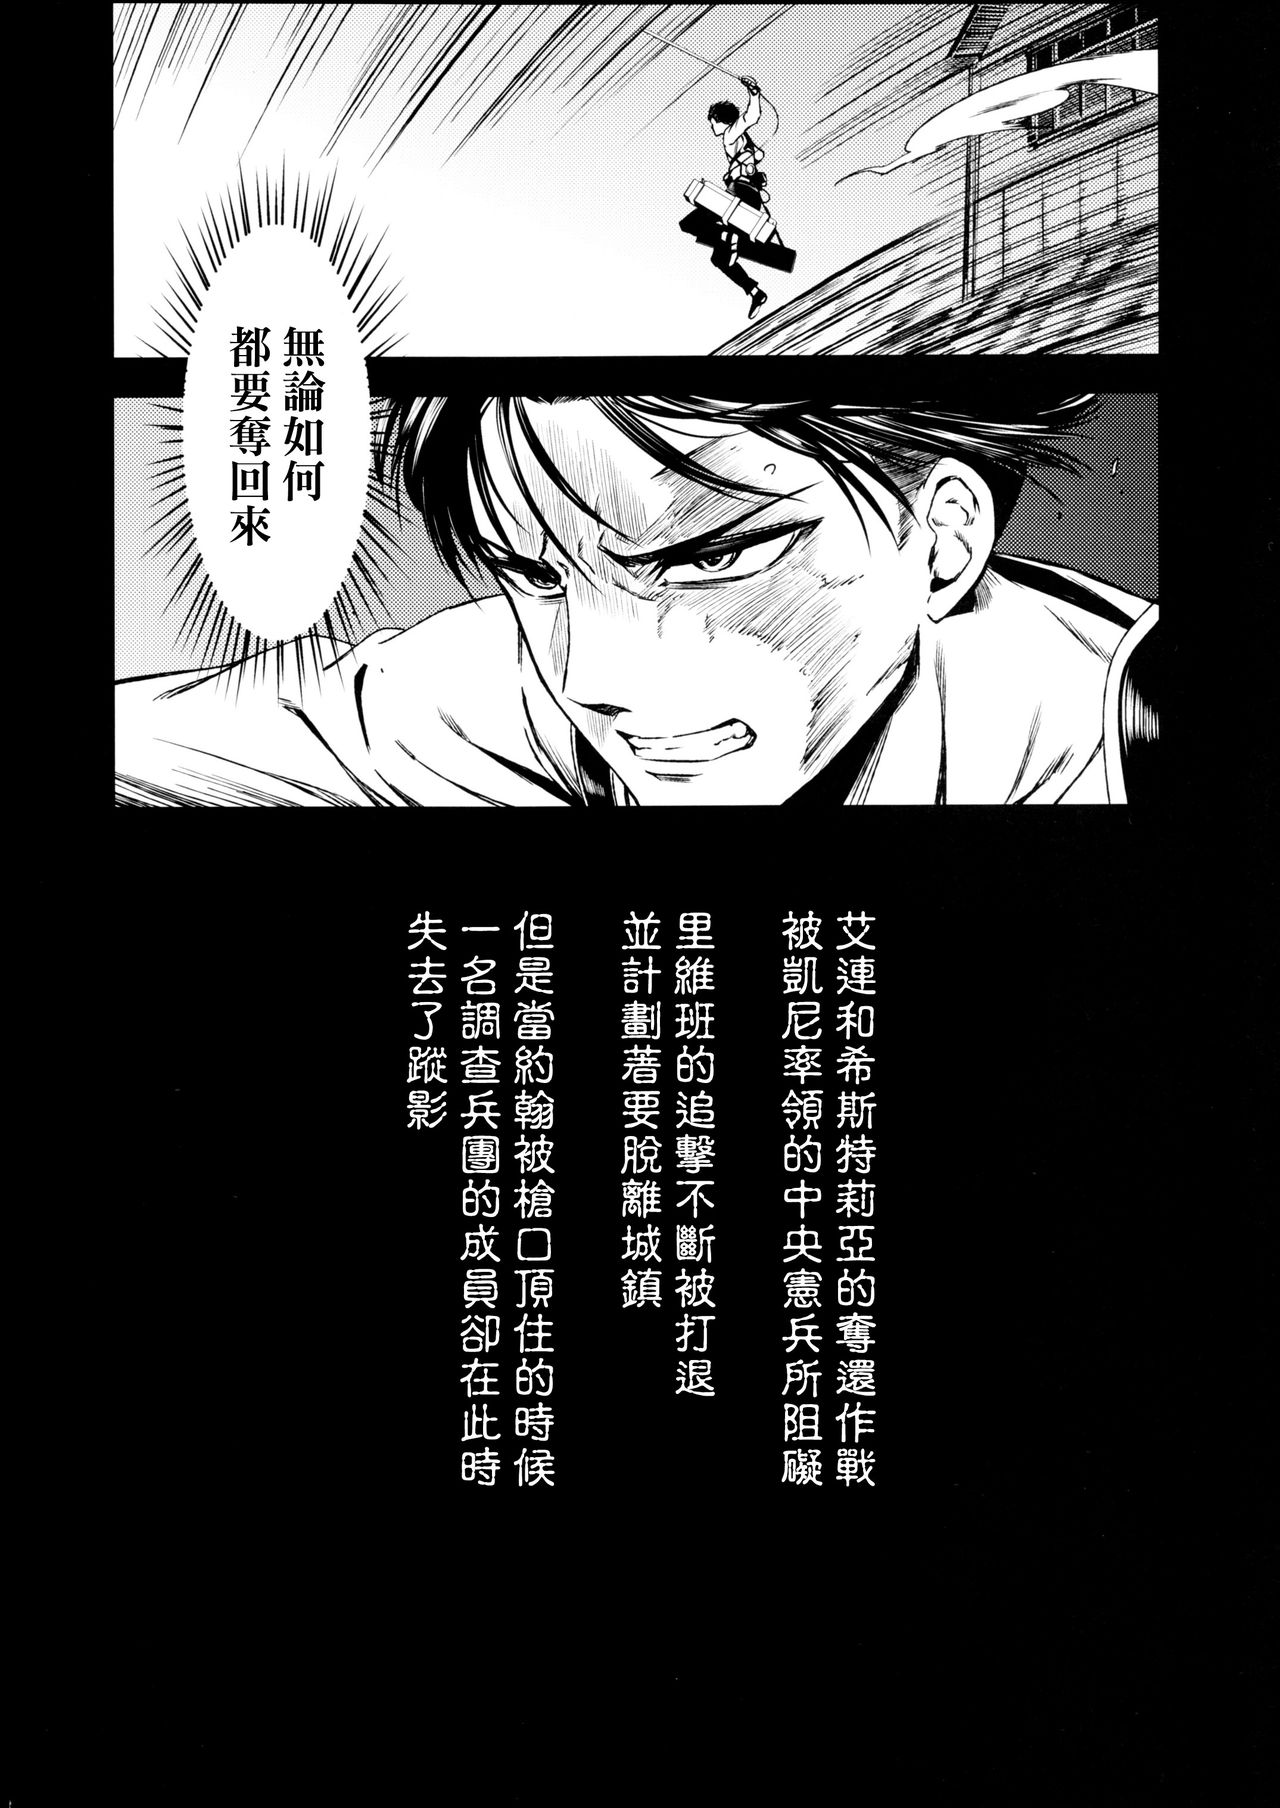 無論如何
都要奪回來
艾連和希斯特莉亞的奪還作戰
被凱尼率領的中央憲兵所阻礙
里維班的追擊不斷被打退
並計劃著要脫離城鎮
但是當約翰被槍口頂住的時候
一名調查兵團的成員卻在此時
失去了蹤影